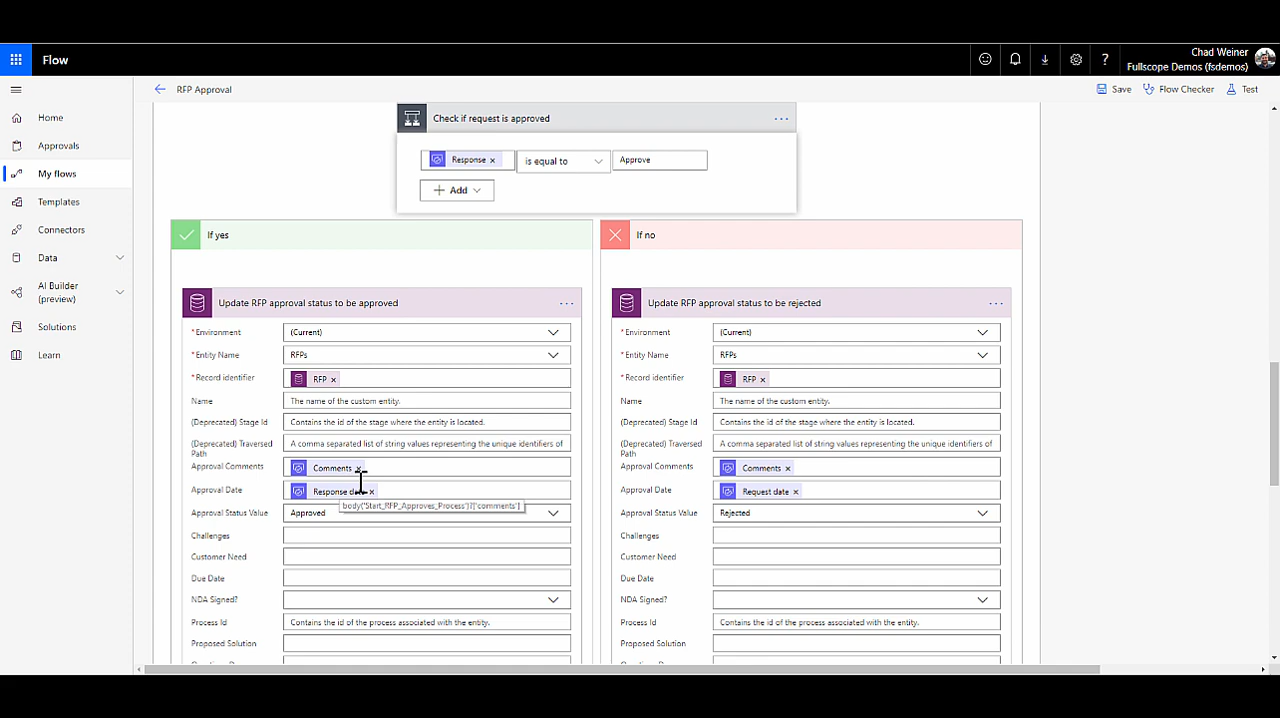 Flow
Chad Weiner
Fullscope Demos (fsdemos)
RFP Approval
Save
Flow Checker
Test
Home
Approvals
My flows
Templates
Connectors
Data
AI Builder
(preview)
Solutions
Learn
Check if request is approved
Response × is equal to Approve
+ Add
If yes
Update RFP approval status to be approved
* Environment (Current)
* Entity Name RFPs
* Record identifier RFP ×
Name The name of the custom entity.
(Deprecated) Stage Id Contains the id of the stage where the entity is located.
(Deprecated) Traversed Path A comma separated list of string values representing the unique identifiers of
Approval Comments Comments ×
Approval Date Response ×
body('Start_RFP_Approves_Process')?['comments']
Approval Status Value Approved
Challenges
Customer Need
Due Date
NDA Signed?
Process Id Contains the id of the process associated with the entity.
Proposed Solution
If no
Update RFP approval status to be rejected
* Environment (Current)
* Entity Name RFPs
* Record identifier RFP ×
Name The name of the custom entity.
(Deprecated) Stage Id Contains the id of the stage where the entity is located.
(Deprecated) Traversed Path A comma separated list of string values representing the unique identifiers of
Approval Comments Comments ×
Approval Date Request date ×
Approval Status Value Rejected
Challenges
Customer Need
Due Date
NDA Signed?
Process Id Contains the id of the process associated with the entity.
Proposed Solution